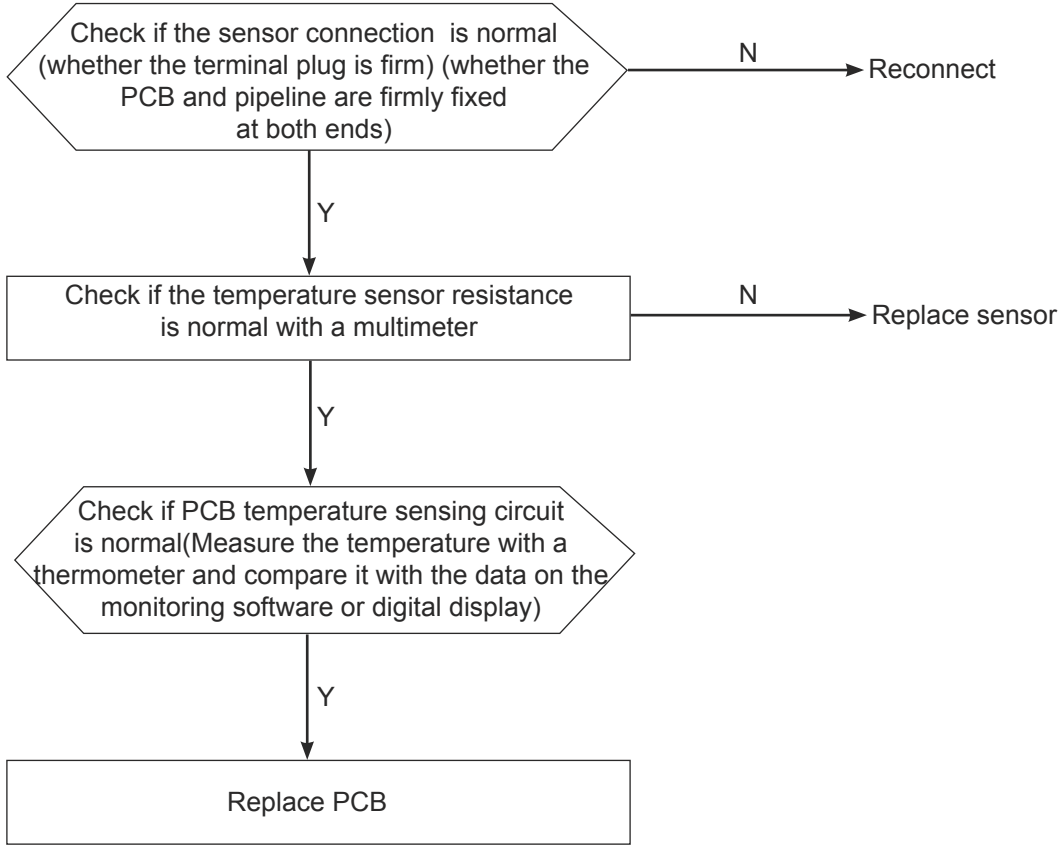 Check if the sensor connection  is normal
(whether the terminal plug is firm) (whether the
PCB and pipeline are firmly fixed
at both ends)
N
Reconnect
Y
Check if the temperature sensor resistance
is normal with a multimeter
N
Replace sensor
Y
Check if PCB temperature sensing circuit
is normal(Measure the temperature with a
thermometer and compare it with the data on the
monitoring software or digital display)
Y
Replace PCB